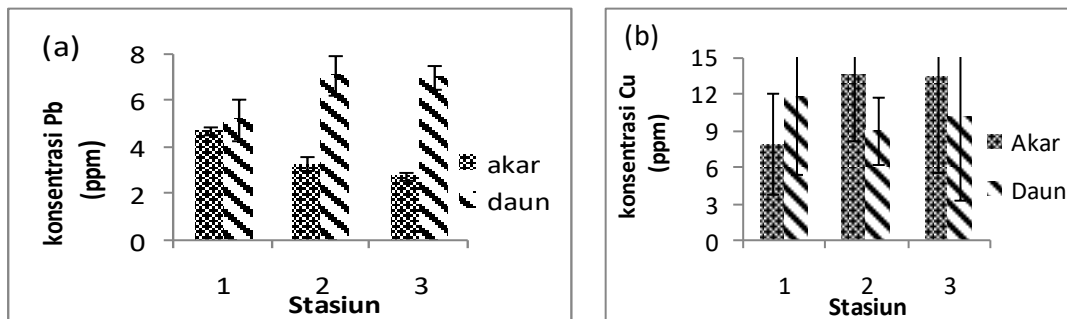 (a)
konsentrasi Pb
(ppm)
8
6
4
2
0
1 2 3
Stasiun
akar
daun
(b)
konsentrasi Cu
(ppm)
15
12
9
6
3
0
1 2 3
Stasiun
Akar
Daun